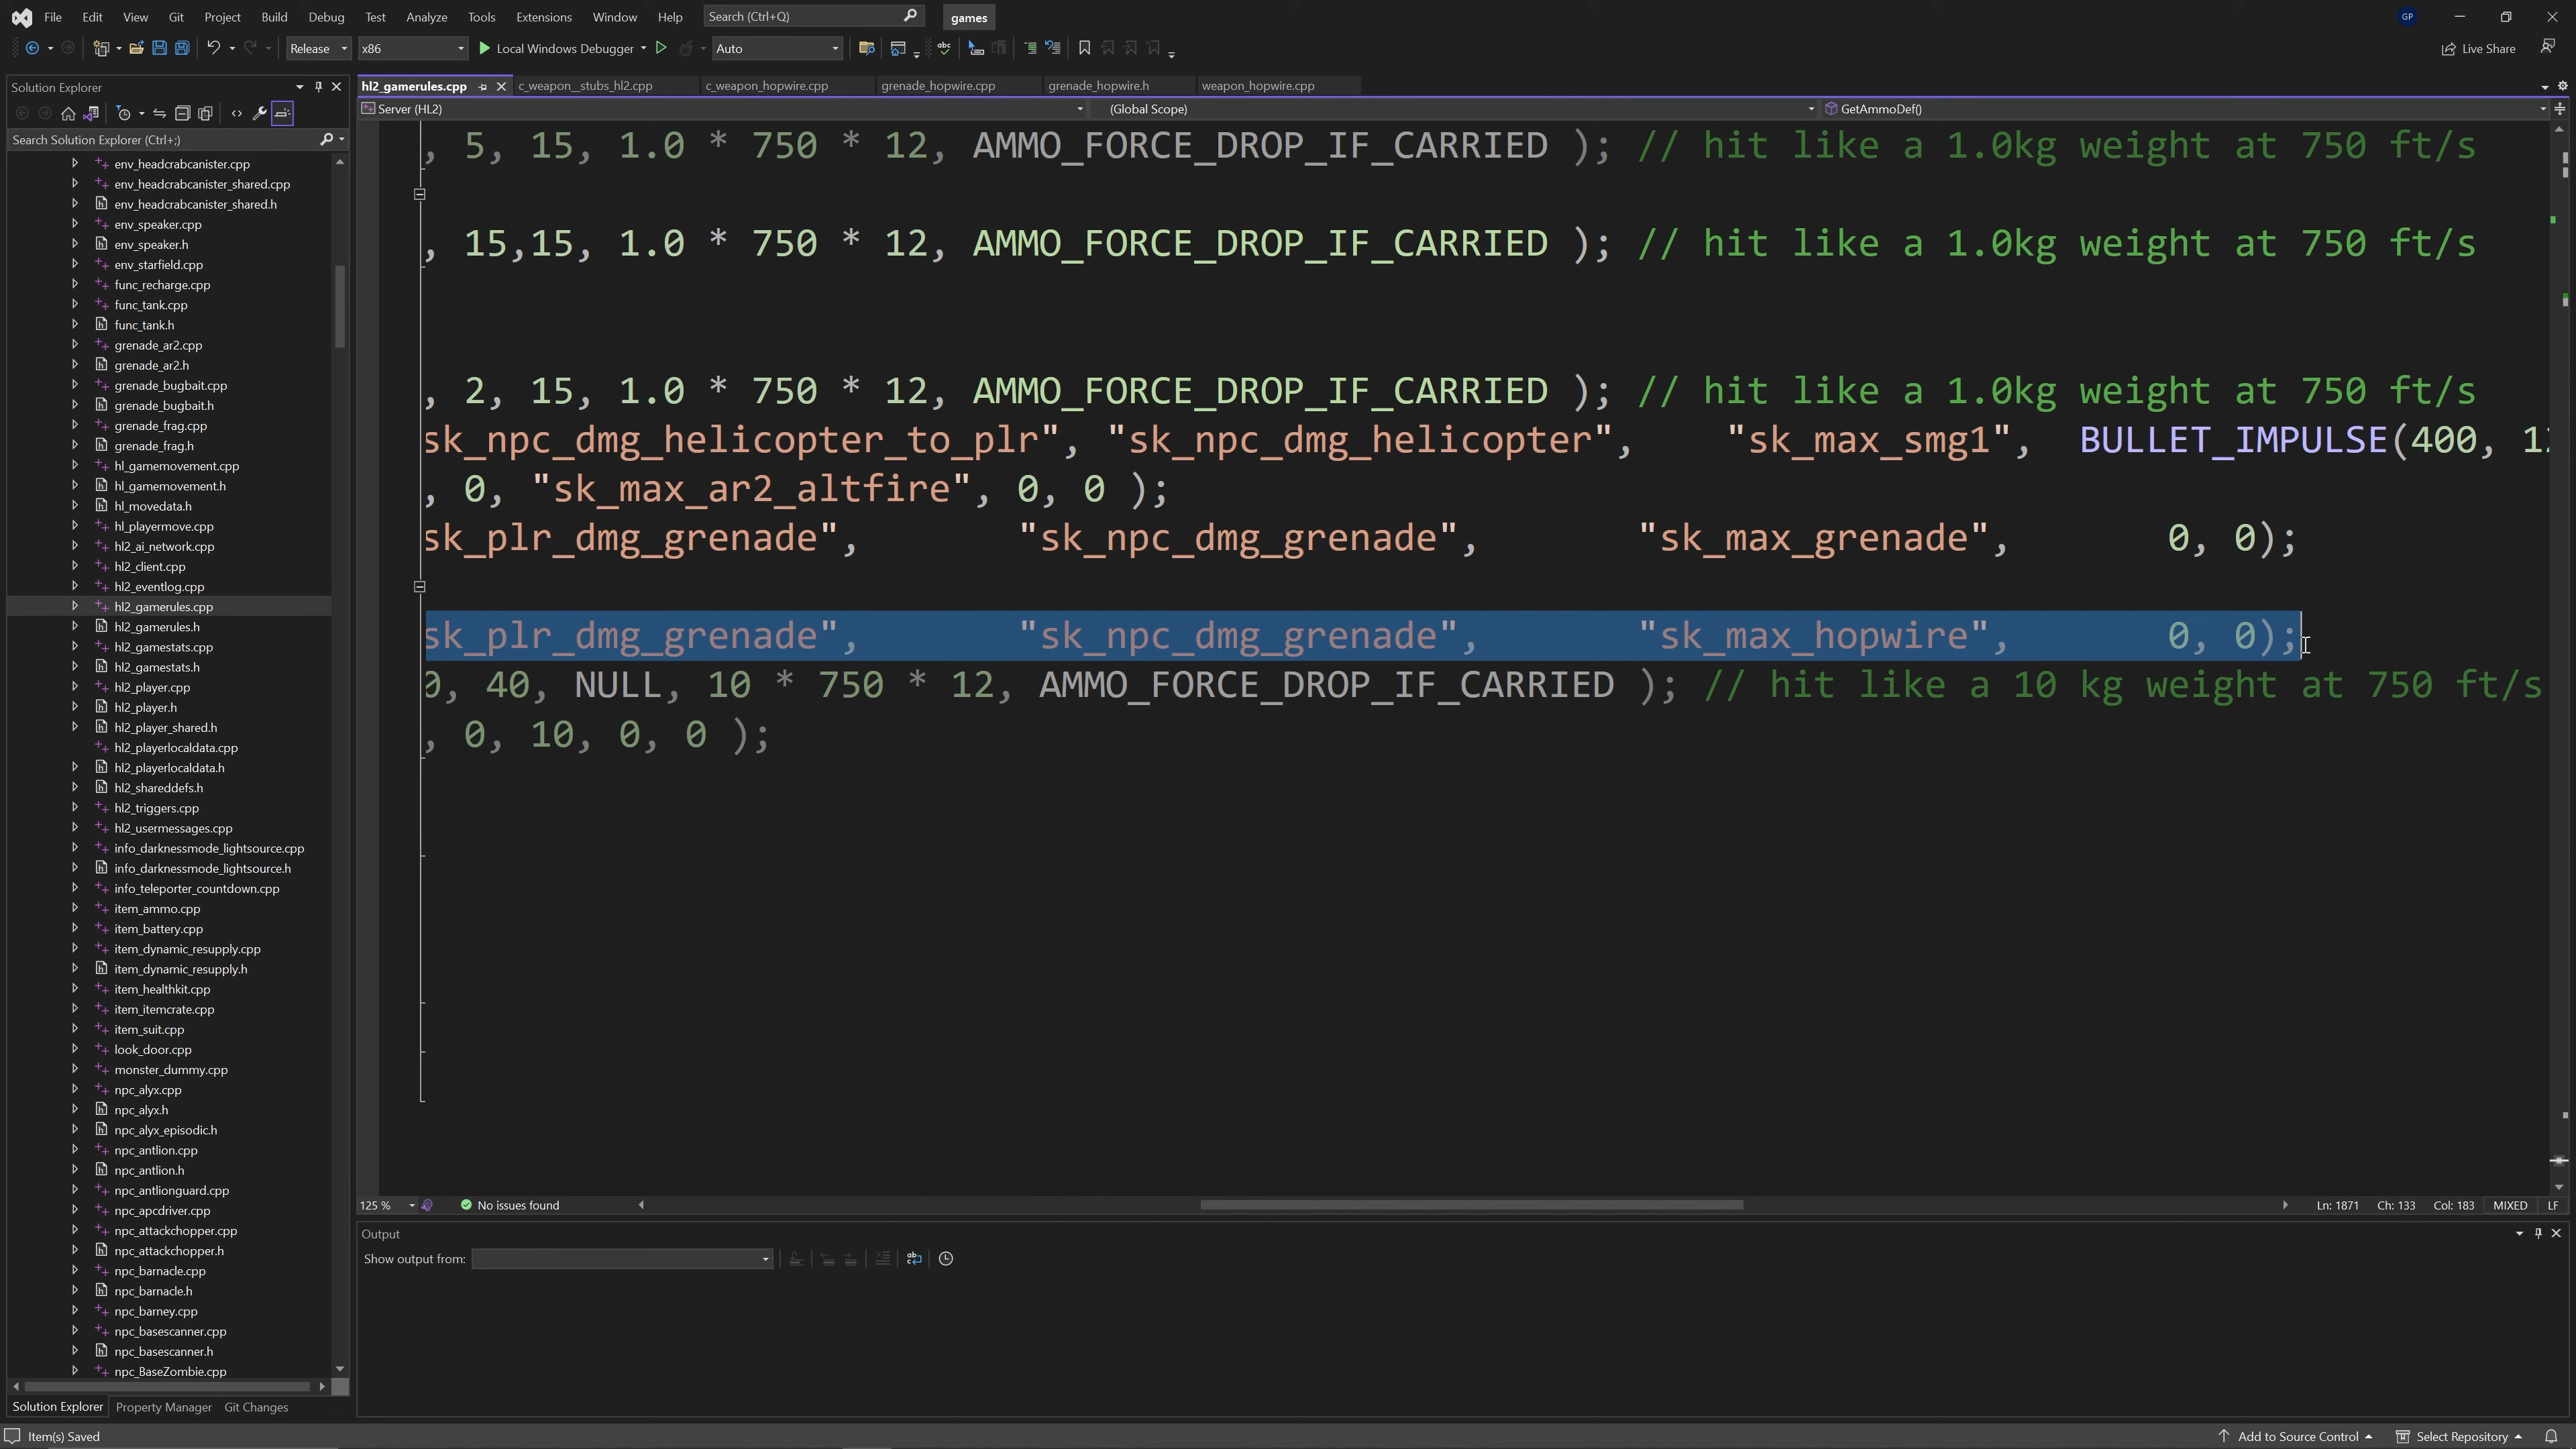 File Edit View Git Project Build Debug Test Analyze Tools Extensions Window Help Search (Ctrl+Q) games GP
Release x86 Local Windows Debugger Auto Live Share
Solution Explorer
Search Solution Explorer (Ctrl+;)
env_headcrabcanister.cpp
env_headcrabcanister_shared.cpp
env_headcrabcanister_shared.h
env_speaker.cpp
env_speaker.h
env_starfield.cpp
func_recharge.cpp
func_tank.cpp
func_tank.h
grenade_ar2.cpp
grenade_ar2.h
grenade_bugbait.cpp
grenade_bugbait.h
grenade_frag.cpp
grenade_frag.h
hl_gamemovement.cpp
hl_gamemovement.h
hl_movedata.h
hl_playermove.cpp
hl2_ai_network.cpp
hl2_client.cpp
hl2_eventlog.cpp
hl2_gamerules.cpp
hl2_gamerules.h
hl2_gamestats.cpp
hl2_gamestats.h
hl2_player.cpp
hl2_player.h
hl2_player_shared.h
hl2_playerlocaldata.cpp
hl2_playerlocaldata.h
hl2_shareddefs.h
hl2_triggers.cpp
hl2_usermessages.cpp
info_darknessmode_lightsource.cpp
info_darknessmode_lightsource.h
info_teleporter_countdown.cpp
item_ammo.cpp
item_battery.cpp
item_dynamic_resupply.cpp
item_dynamic_resupply.h
item_healthkit.cpp
item_itemcrate.cpp
item_suit.cpp
look_door.cpp
monster_dummy.cpp
npc_alyx.cpp
npc_alyx.h
npc_alyx_episodic.h
npc_antlion.cpp
npc_antlion.h
npc_antlionguard.cpp
npc_apcdriver.cpp
npc_attackchopper.cpp
npc_attackchopper.h
npc_barnacle.cpp
npc_barnacle.h
npc_barney.cpp
npc_basescanner.cpp
npc_basescanner.h
npc_BaseZombie.cpp
Solution Explorer Property Manager Git Changes
hl2_gamerules.cpp c_weapon__stubs_hl2.cpp c_weapon_hopwire.cpp grenade_hopwire.cpp grenade_hopwire.h weapon_hopwire.cpp
Server (HL2) (Global Scope) GetAmmoDef()
, 5, 15, 1.0 * 750 * 12, AMMO_FORCE_DROP_IF_CARRIED ); // hit like a 1.0kg weight at 750 ft/s
, 15,15, 1.0 * 750 * 12, AMMO_FORCE_DROP_IF_CARRIED ); // hit like a 1.0kg weight at 750 ft/s
, 2, 15, 1.0 * 750 * 12, AMMO_FORCE_DROP_IF_CARRIED ); // hit like a 1.0kg weight at 750 ft/s
sk_npc_dmg_helicopter_to_plr", "sk_npc_dmg_helicopter", "sk_max_smg1", BULLET_IMPULSE(400,
, 0, "sk_max_ar2_altfire", 0, 0 );
sk_plr_dmg_grenade", "sk_npc_dmg_grenade", "sk_max_grenade", 0, 0);
sk_plr_dmg_grenade", "sk_npc_dmg_grenade", "sk_max_hopwire", 0, 0);
0, 40, NULL, 10 * 750 * 12, AMMO_FORCE_DROP_IF_CARRIED ); // hit like a 10 kg weight at 750 ft/s
, 0, 10, 0, 0 );
125 % No issues found Ln: 1871 Ch: 133 Col: 183 MIXED LF
Output
Show output from:
Item(s) Saved Add to Source Control Select Repository